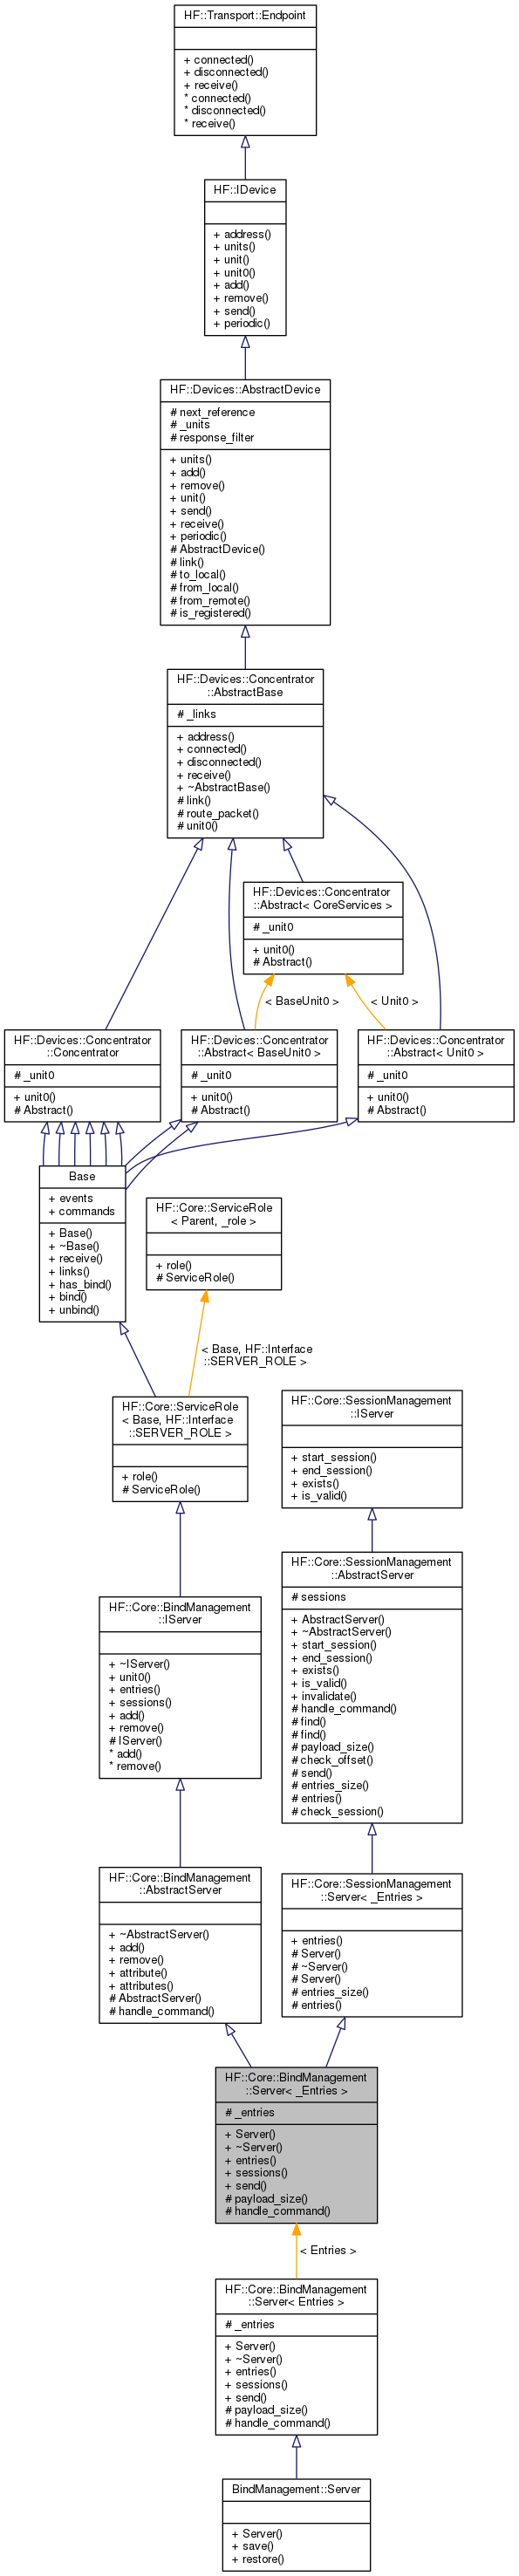 HF::Transport::Endpoint
+ connected()
+ disconnected()
+ receive()
* connected()
* disconnected()
* receive()
HF::IDevice
+ address()
+ units()
+ unit()
+ unit0()
+ add()
+ remove()
+ send()
+ periodic()
HF::Devices::AbstractDevice
# next_reference
# _units
# response_filter
+ units()
+ add()
+ remove()
+ unit()
+ send()
+ receive()
+ periodic()
# AbstractDevice()
# link()
# to_local()
# from_local()
# from_remote()
# is_registered()
HF::Devices::Concentrator
::AbstractBase
# _links
+ address()
+ connected()
+ disconnected()
+ receive()
+ ~AbstractBase()
# link()
# route_packet()
# unit0()
HF::Devices::Concentrator
::Abstract< CoreServices >
# _unit0
+ unit0()
# Abstract()
< BaseUnit0 >
< Unit0 >
HF::Devices::Concentrator
::Concentrator
# _unit0
+ unit0()
# Abstract()
HF::Devices::Concentrator
::Abstract< BaseUnit0 >
# _unit0
+ unit0()
# Abstract()
HF::Devices::Concentrator
::Abstract< Unit0 >
# _unit0
+ unit0()
# Abstract()
Base
+ events
+ commands
+ Base()
+ ~Base()
+ receive()
+ links()
+ has_bind()
+ bind()
+ unbind()
HF::Core::ServiceRole
< Parent, _role >
+ role()
# ServiceRole()
< Base, HF::Interface
::SERVER_ROLE >
HF::Core::ServiceRole
< Base, HF::Interface
::SERVER_ROLE >
+ role()
# ServiceRole()
HF::Core::SessionManagement
::IServer
+ start_session()
+ end_session()
+ exists()
+ is_valid()
HF::Core::BindManagement
::IServer
+ ~IServer()
+ unit0()
+ entries()
+ sessions()
+ add()
+ remove()
# IServer()
* add()
* remove()
HF::Core::SessionManagement
::AbstractServer
# sessions
+ AbstractServer()
+ ~AbstractServer()
+ start_session()
+ end_session()
+ exists()
+ is_valid()
+ invalidate()
# handle_command()
# find()
# find()
# payload_size()
# check_offset()
# send()
# entries_size()
# entries()
# check_session()
HF::Core::BindManagement
::AbstractServer
+ ~AbstractServer()
+ add()
+ remove()
+ attribute()
+ attributes()
# AbstractServer()
# handle_command()
HF::Core::SessionManagement
::Server< _Entries >
+ entries()
# Server()
# ~Server()
# Server()
# entries_size()
# entries()
HF::Core::BindManagement
::Server< _Entries >
# _entries
+ Server()
+ ~Server()
+ entries()
+ sessions()
+ send()
# payload_size()
# handle_command()
< Entries >
HF::Core::BindManagement
::Server< Entries >
# _entries
+ Server()
+ ~Server()
+ entries()
+ sessions()
+ send()
# payload_size()
# handle_command()
BindManagement::Server
+ Server()
+ save()
+ restore()